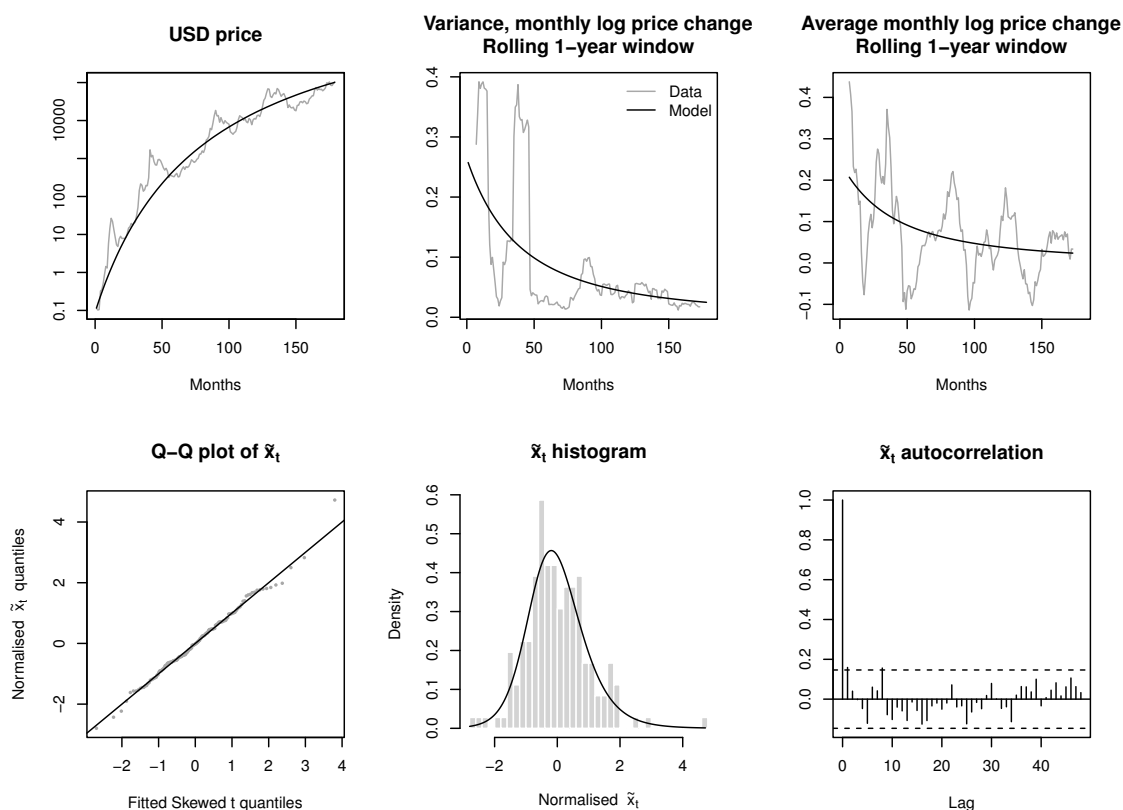 USD price
0.1 1 10 100 10000
0 50 100 150
Months
Variance, monthly log price change
Rolling 1−year window
0.0 0.1 0.2 0.3 0.4
Data
Model
0 50 100 150
Months
Average monthly log price change
Rolling 1−year window
−0.1 0.0 0.1 0.2 0.3 0.4
0 50 100 150
Months
Q−Q plot of x̃t
Normalised x̃t quantiles
−2 0 2 4
−2 −1 0 1 2 3 4
Fitted Skewed t quantiles
x̃t histogram
Density
0.0 0.1 0.2 0.3 0.4 0.5 0.6
−2 0 2 4
Normalised x̃t
x̃t autocorrelation
0.0 0.2 0.4 0.6 0.8 1.0
0 10 20 30 40
Lag